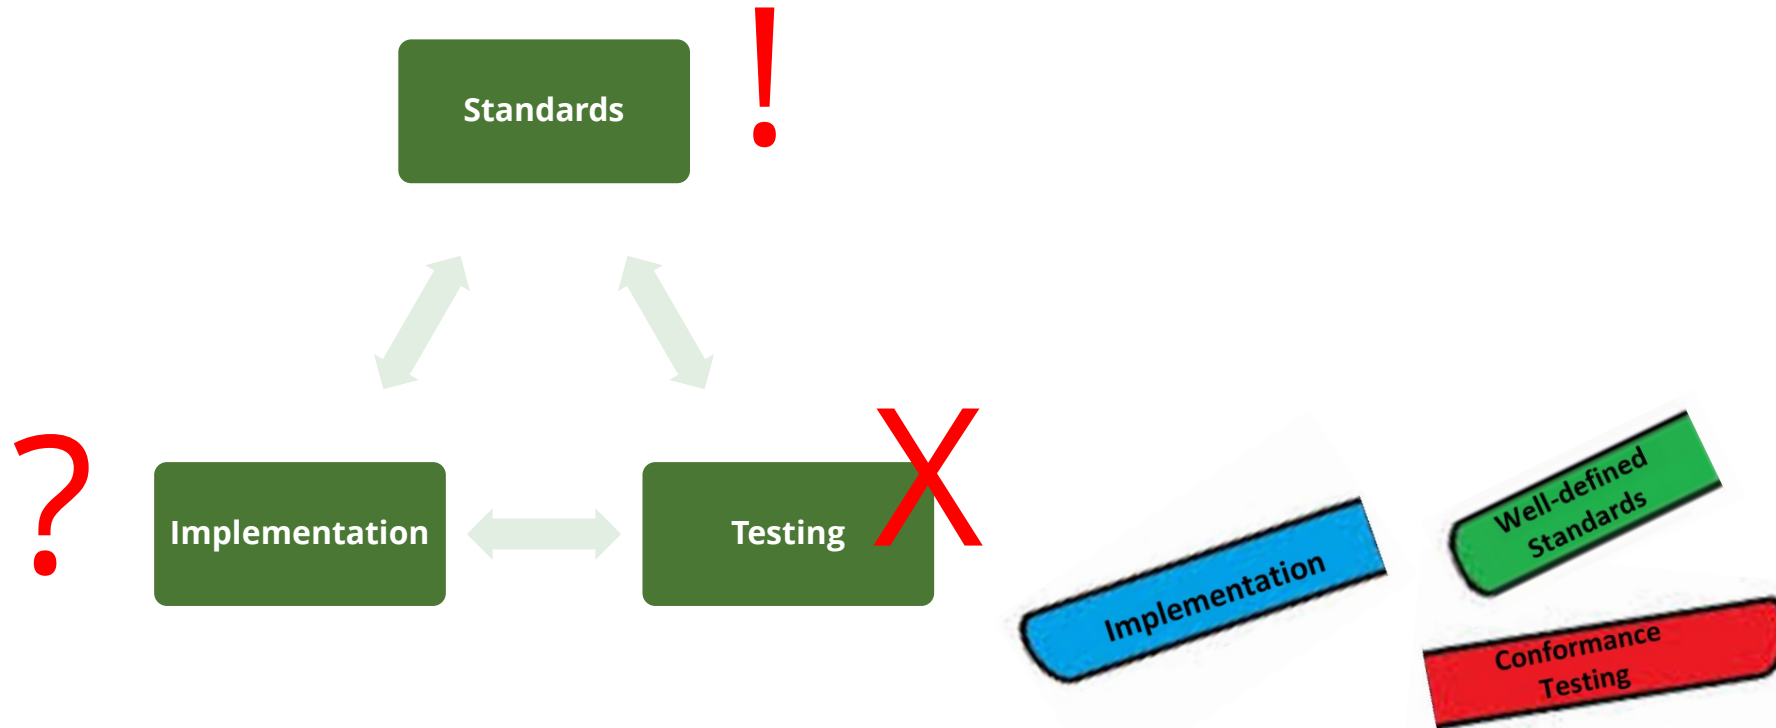 Standards
!
?
Implementation
Testing
X
Implementation
Well-defined
Standards
Conformance
Testing